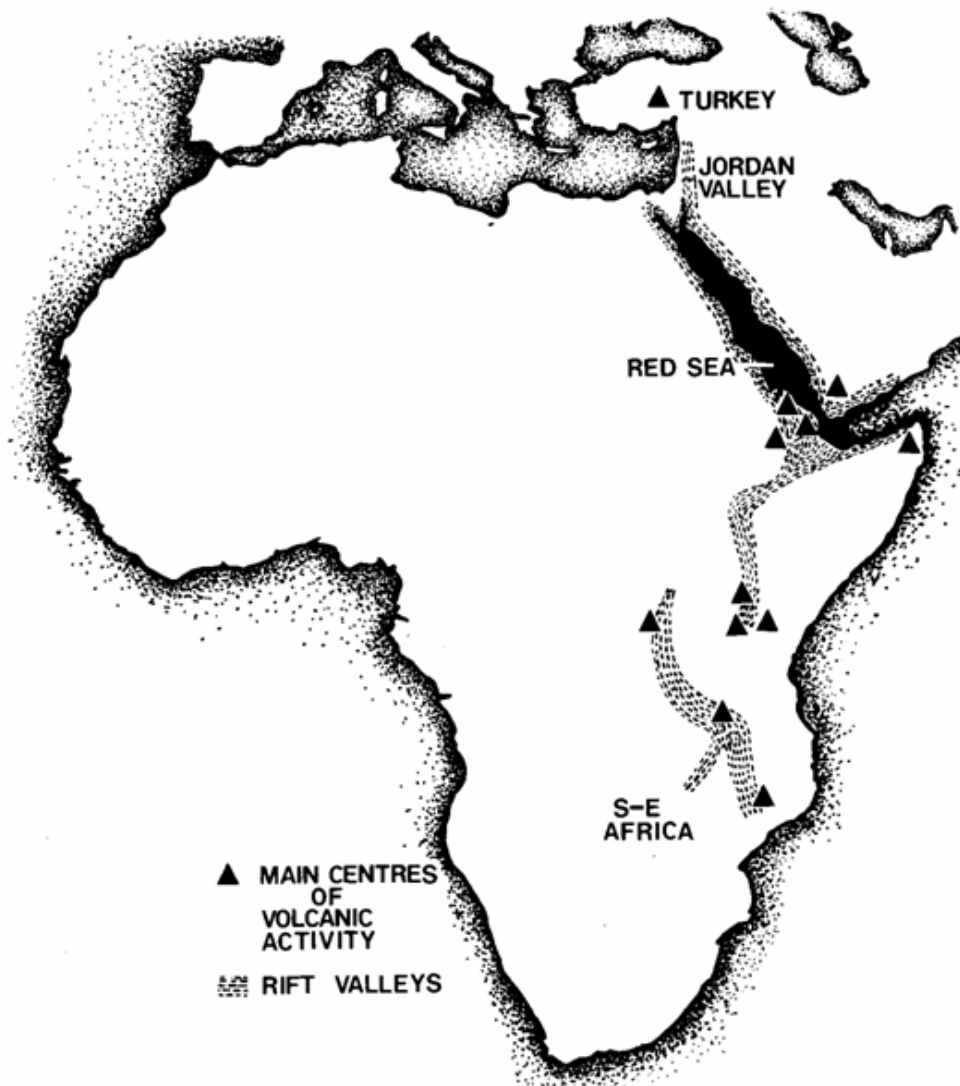 TURKEY
JORDAN
VALLEY
RED SEA
S-E
AFRICA
MAIN CENTRES
OF
VOLCANIC
ACTIVITY
RIFT VALLEYS